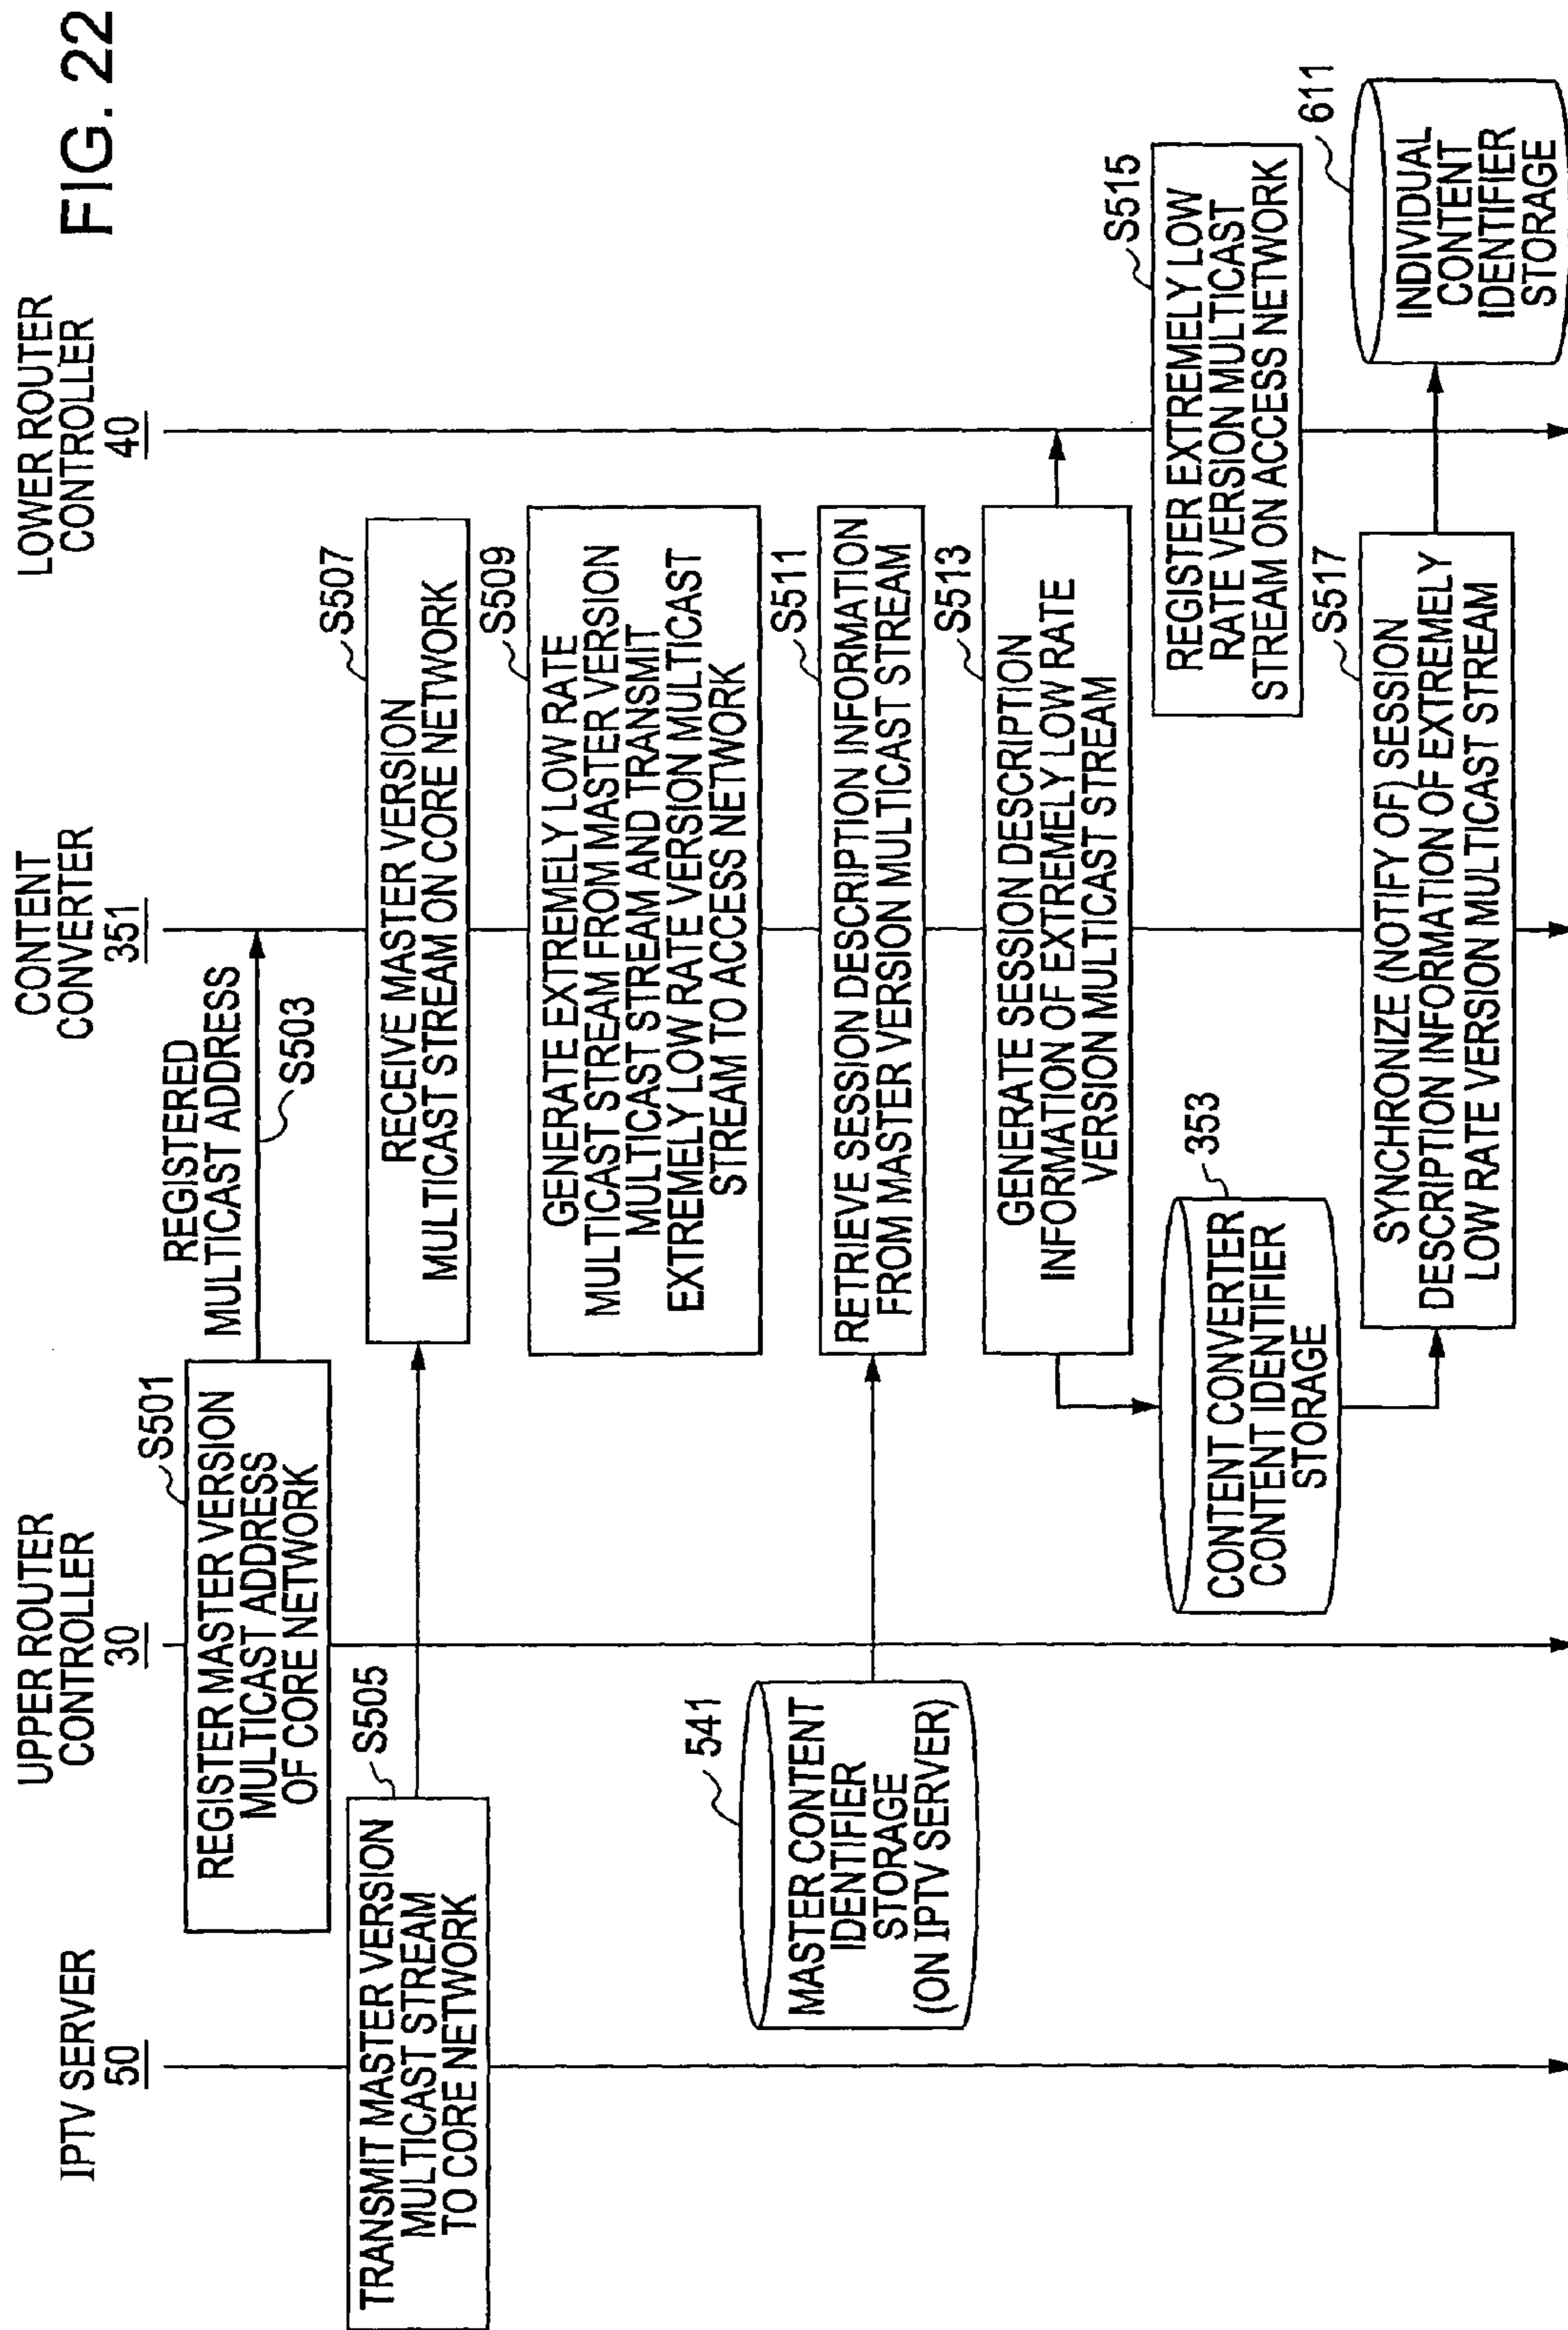 FIG. 22
IPTV SERVER
50
UPPER ROUTER
CONTROLLER
30
CONTENT
CONVERTER
351
LOWER ROUTER
CONTROLLER
40
S501
REGISTER MASTER VERSION
MULTICAST ADDRESS
OF CORE NETWORK
REGISTERED
MULTICAST ADDRESS
S503
S505
TRANSMIT MASTER VERSION
MULTICAST STREAM
TO CORE NETWORK
S507
RECEIVE MASTER VERSION
MULTICAST STREAM ON CORE NETWORK
S509
GENERATE EXTREMELY LOW RATE
MULTICAST STREAM FROM MASTER VERSION
MULTICAST STREAM AND TRANSMIT
EXTREMELY LOW RATE VERSION MULTICAST
STREAM TO ACCESS NETWORK
541
MASTER CONTENT
IDENTIFIER
STORAGE
(ON IPTV SERVER)
S511
RETRIEVE SESSION DESCRIPTION INFORMATION
FROM MASTER VERSION MULTICAST STREAM
S513
GENERATE SESSION DESCRIPTION
INFORMATION OF EXTREMELY LOW RATE
VERSION MULTICAST STREAM
S515
REGISTER EXTREMELY LOW
RATE VERSION MULTICAST
STREAM ON ACCESS NETWORK
353
CONTENT CONVERTER
CONTENT IDENTIFIER
STORAGE
S517
SYNCHRONIZE (NOTIFY OF) SESSION
DESCRIPTION INFORMATION OF EXTREMELY
LOW RATE VERSION MULTICAST STREAM
611
INDIVIDUAL
CONTENT
IDENTIFIER
STORAGE